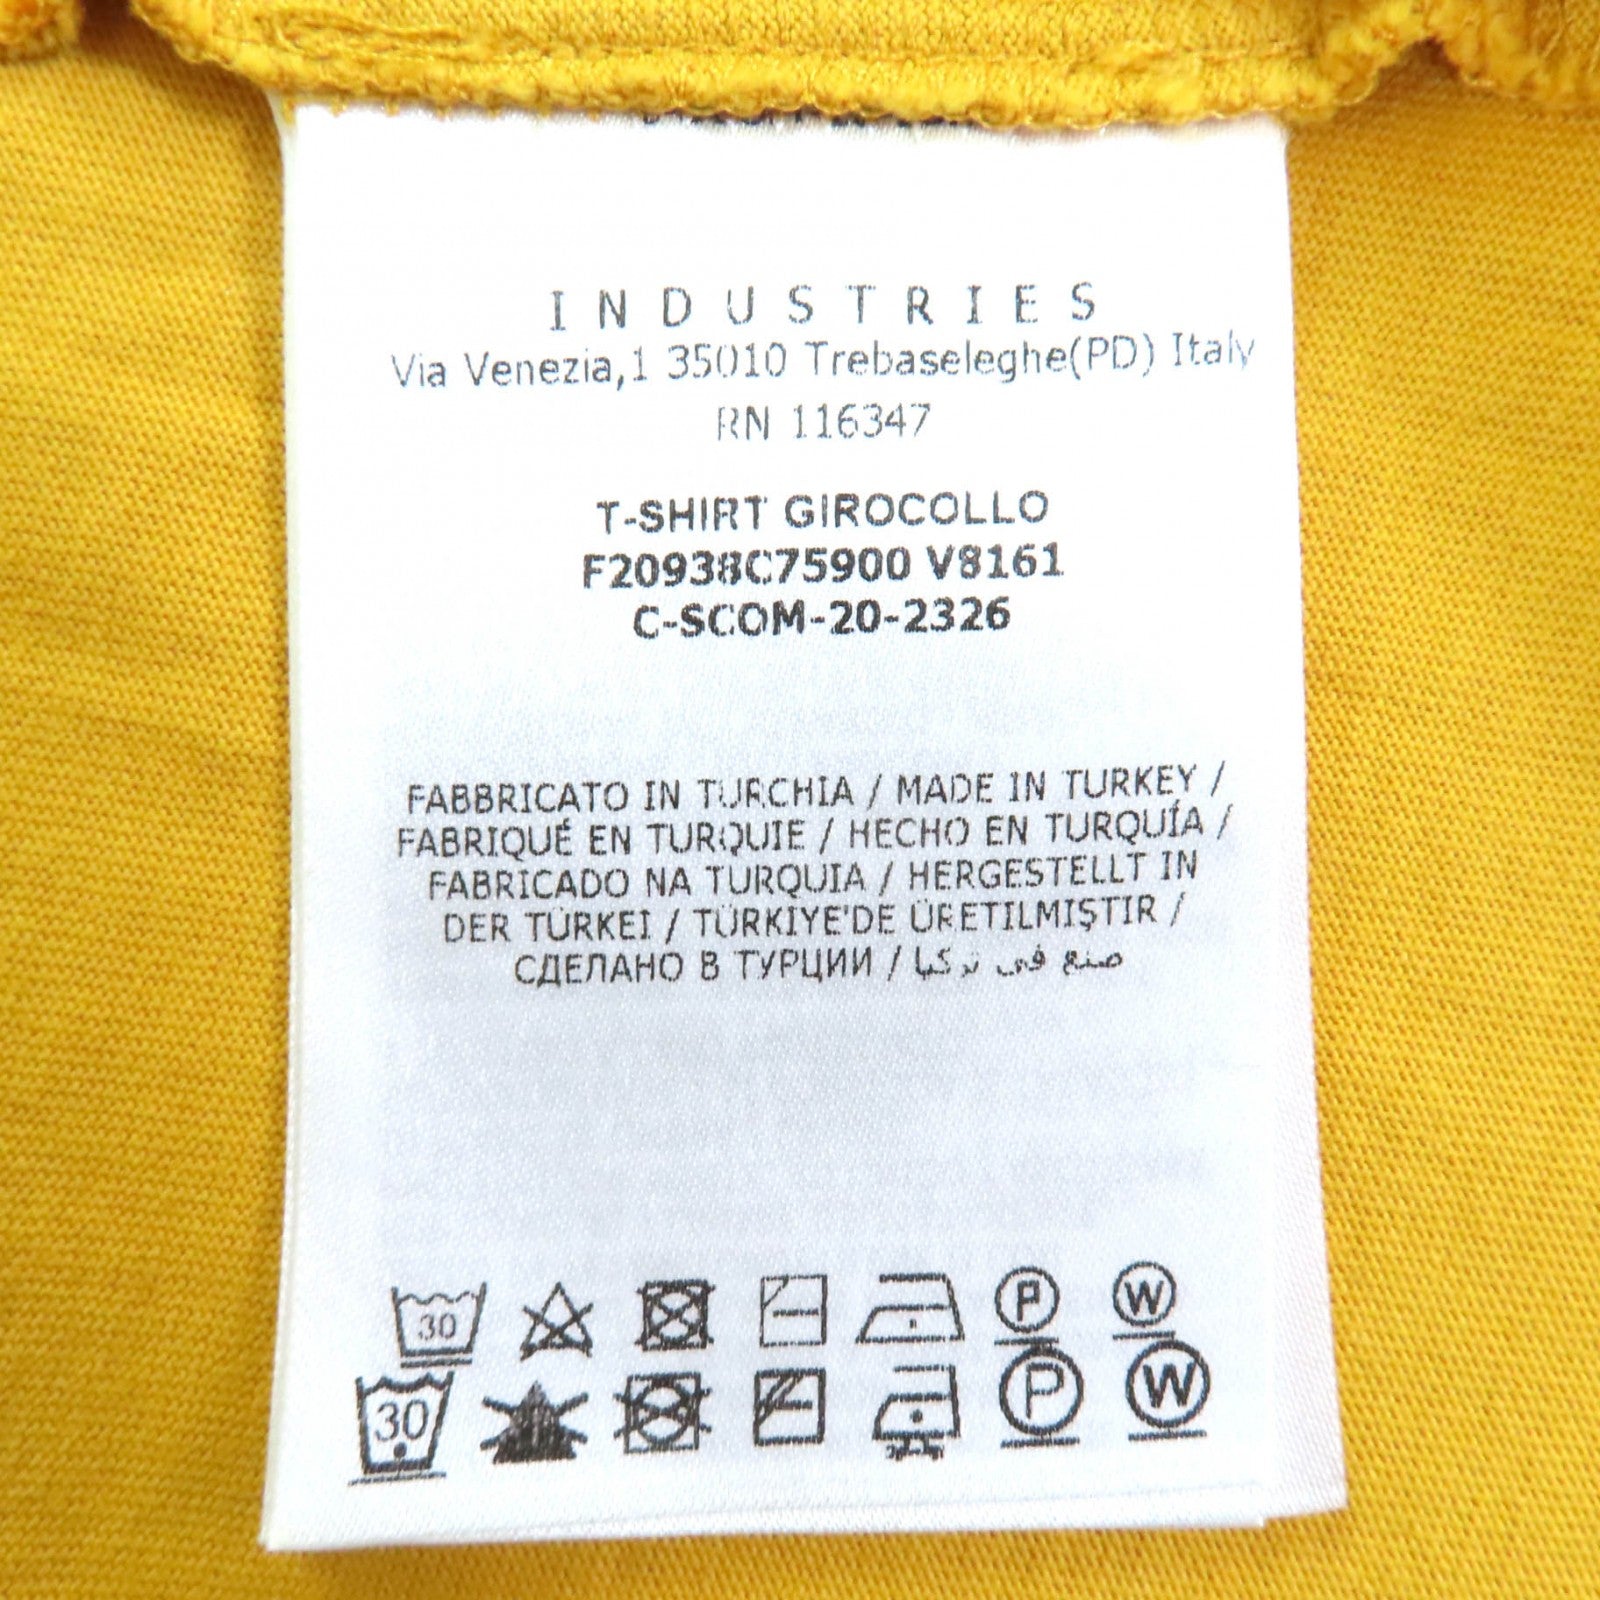 INDUSTRIES
Via Venezia,1 35010 Trebaseleghe(PD) Italy
RN 116347
T-SHIRT GIROCOLLO
F20938C75900 V8161
C-SCOM-20-2326
FABBRICATO IN TURCHIA / MADE IN TURKEY /
FABRIQUÉ EN TURQUIE / HECHO EN TURQUÍA /
FABRICADO NA TURQUIA / HERGESTELLT IN
DER TÜRKEI / TÜRKIYE'DE ÜRETILMIŞTIR /
СДЕЛАНО В ТУРЦИИ / صنع في تركيا
30 P W
30 P W